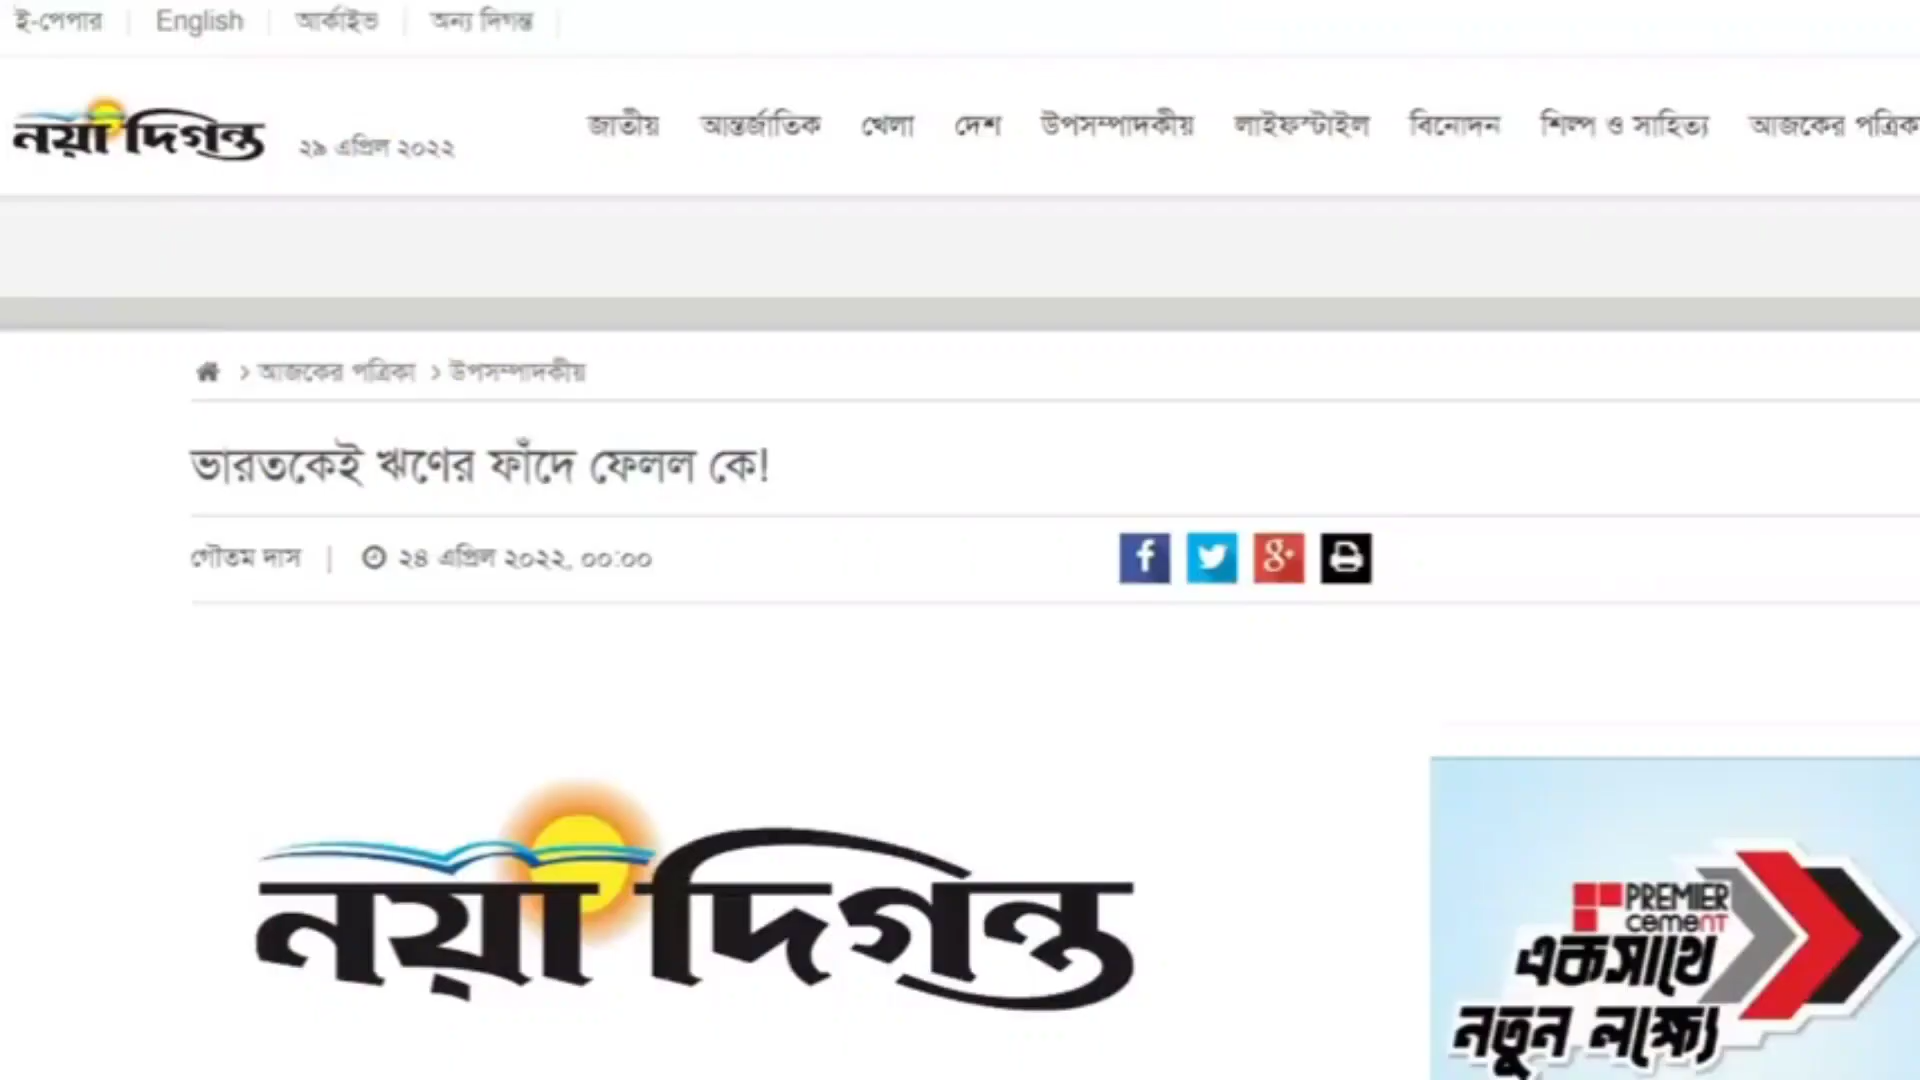 ই-পেপার English আর্কাইভ অন্য দিগন্ত
নয়া দিগন্ত ২৯ এপ্রিল ২০২২ জাতীয় আন্তর্জাতিক খেলা দেশ উপসম্পাদকীয় লাইফস্টাইল বিনোদন শিল্প ও সাহিত্য আজকের পত্রিক
> আজকের পত্রিকা > উপসম্পাদকীয়
ভারতকেই ঋণের ফাঁদে ফেলল কে!
গৌতম দাস | ২৪ এপ্রিল ২০২২, ০০:০০
নয়া দিগন্ত
PREMIER
cement
একসাথে
নতুন লক্ষ্যে